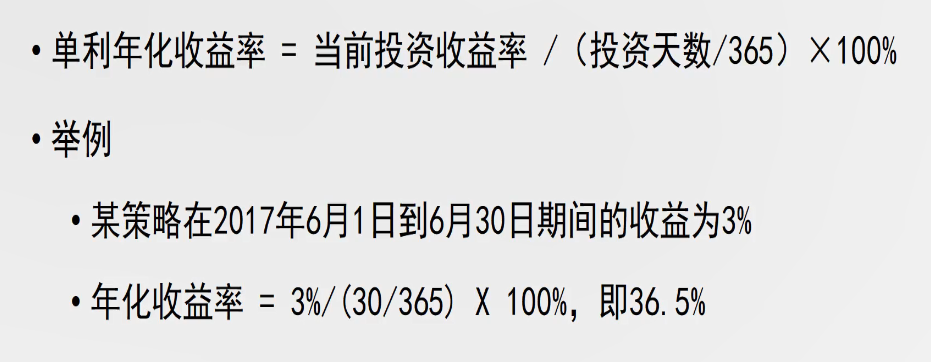 • 单利年化收益率 = 当前投资收益率 /（投资天数/365）×100%
• 举例
• 某策略在2017年6月1日到6月30日期间的收益为3%
• 年化收益率 = 3%/(30/365) X 100%，即36.5%